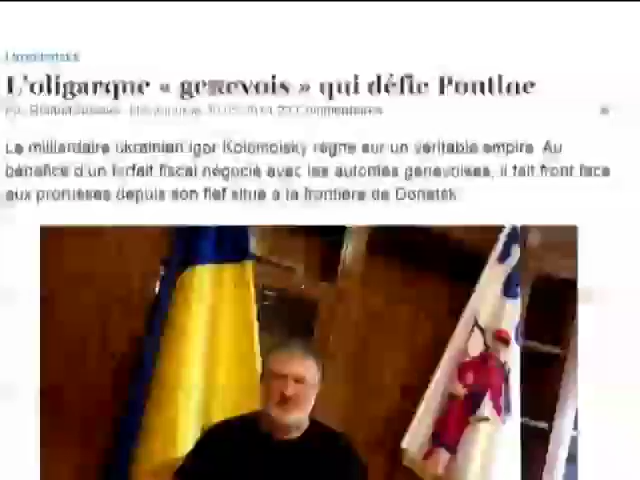 L'oligarque « genevois » qui défie Poutine
Le milliardaire ukrainien Igor Kolomoisky règne sur un véritable empire. Au
bénéfice d'un forfait fiscal négocié avec les autorités genevoises, il fait front face
aux prorusses depuis son fief situé à la frontière de Donetsk